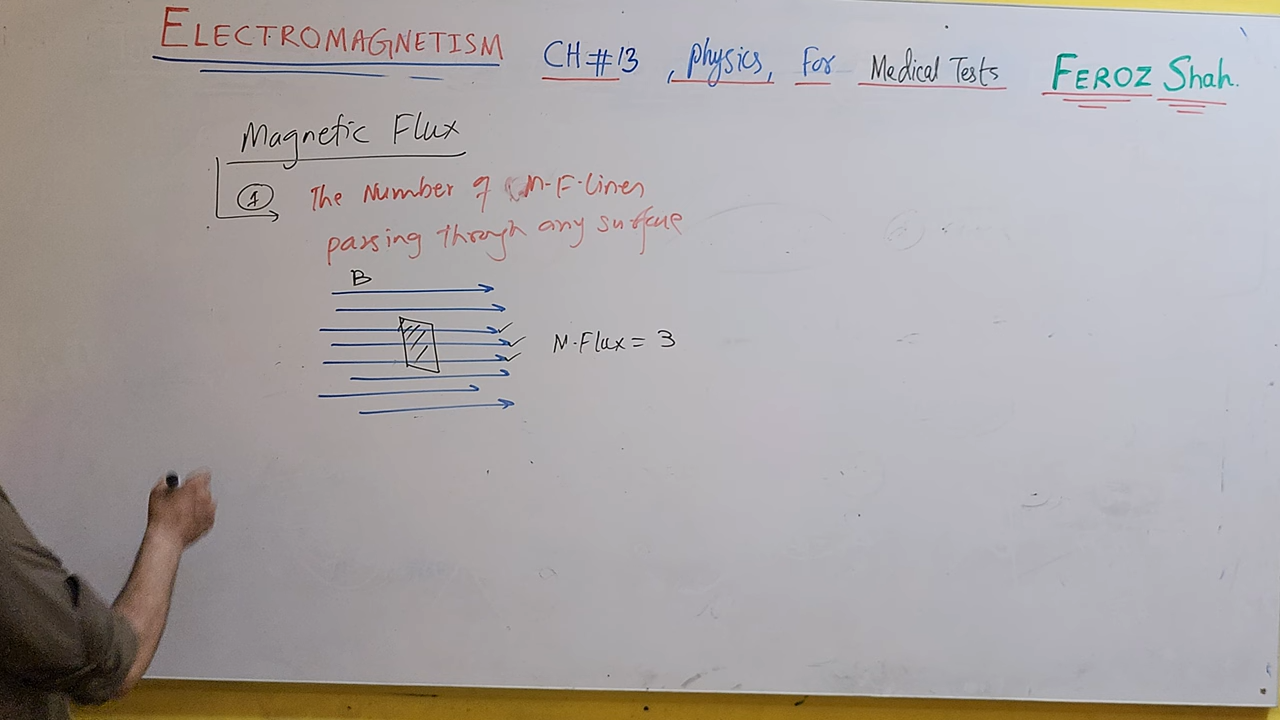 ELECTROMAGNETISM CH#13, physics, For Medical Tests FEROZ Shah.
Magnetic Flux
1 The Number of M.F.Lines
passing through any surface
B
M.Flux = 3